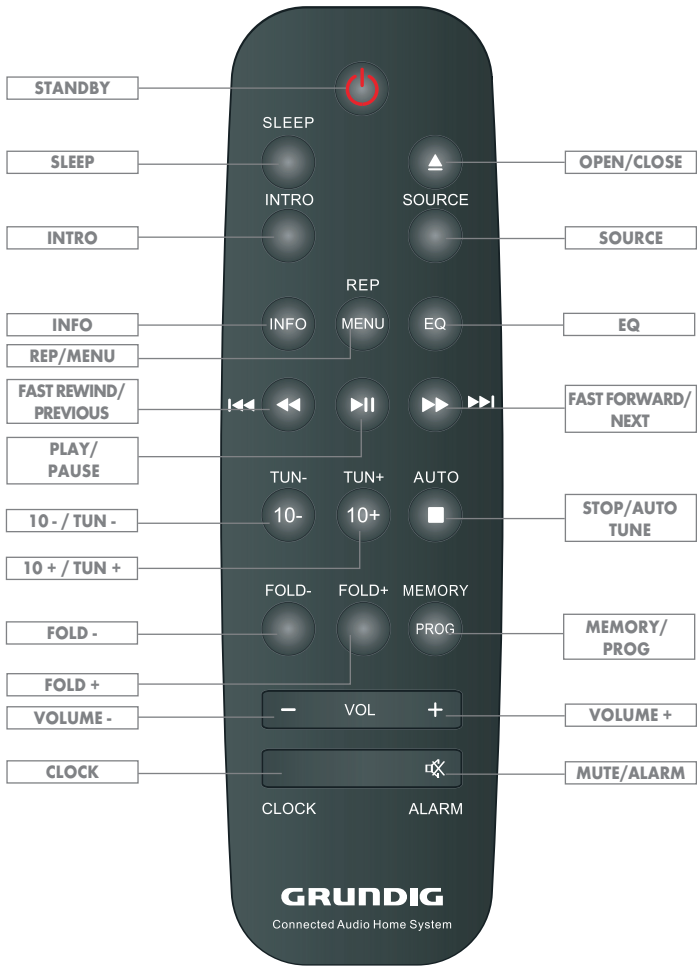 STANDBY
SLEEP
SLEEP
OPEN/CLOSE
INTRO
SOURCE
INTRO
SOURCE
REP
INFO
INFO
MENU
EQ
EQ
REP/MENU
FAST REWIND/
PREVIOUS
FAST FORWARD/
NEXT
PLAY/
PAUSE
TUN-
TUN+
AUTO
10 - / TUN -
10-
10+
STOP/AUTO
TUNE
10 + / TUN +
FOLD-
FOLD+
MEMORY
FOLD -
PROG
MEMORY/
PROG
FOLD +
VOLUME -
− VOL +
VOLUME +
CLOCK
MUTE/ALARM
CLOCK
ALARM
GRUNDIG
Connected Audio Home System